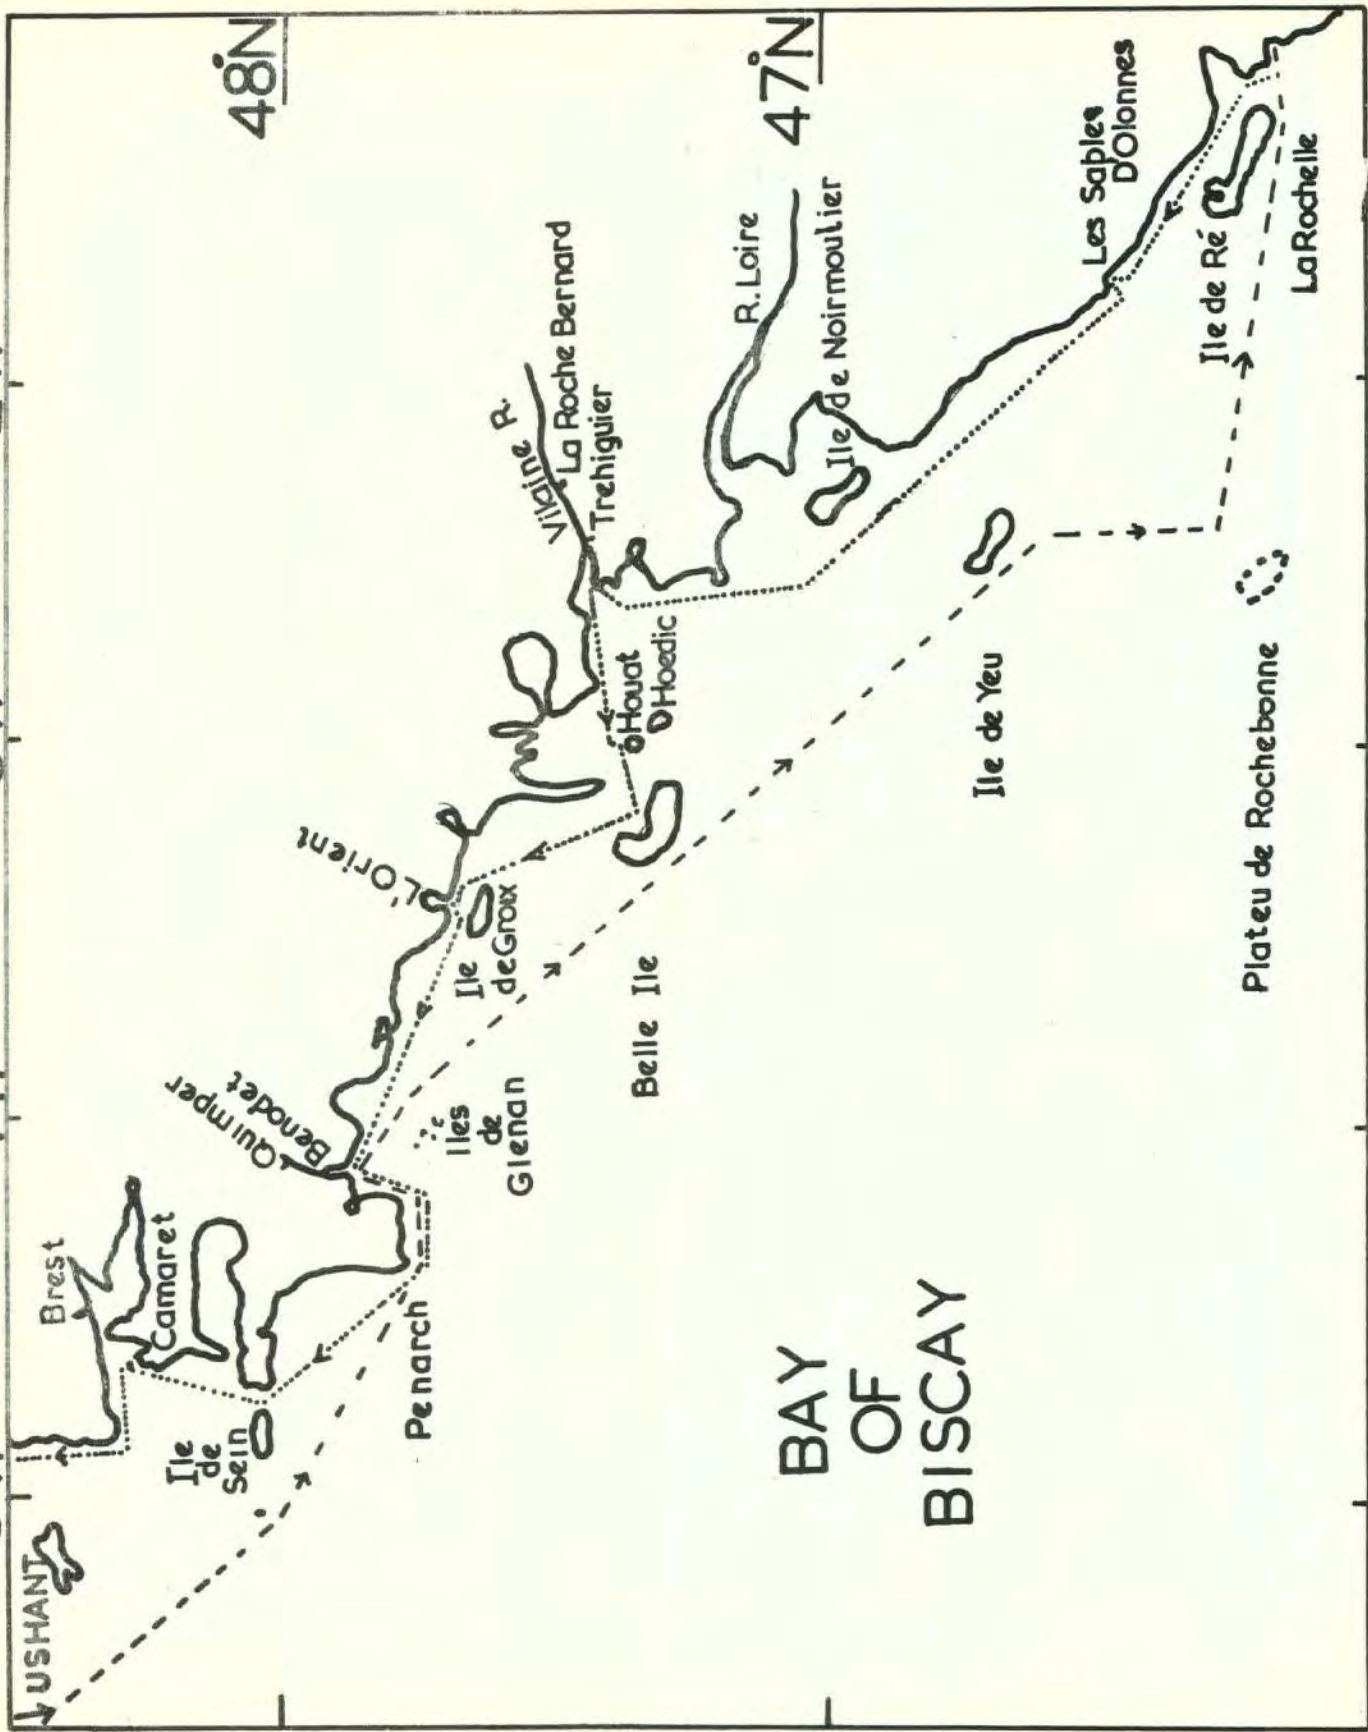 USHANT
Brest
Camaret
Ile
de
Sein
Quimper
Benodet
Penarch
48°N
L'Orient
Iles
de
Glenan
Ile
de Groix
Belle Ile
Vilaine R.
La Roche Bernard
Trehiguier
Houat
Hoedic
R. Loire
47°N
Ile de Noirmoutier
Ile de Yeu
BAY
OF
BISCAY
Les Sables
D'Olonnes
Ile de Ré
La Rochelle
Plateu de Rochebonne